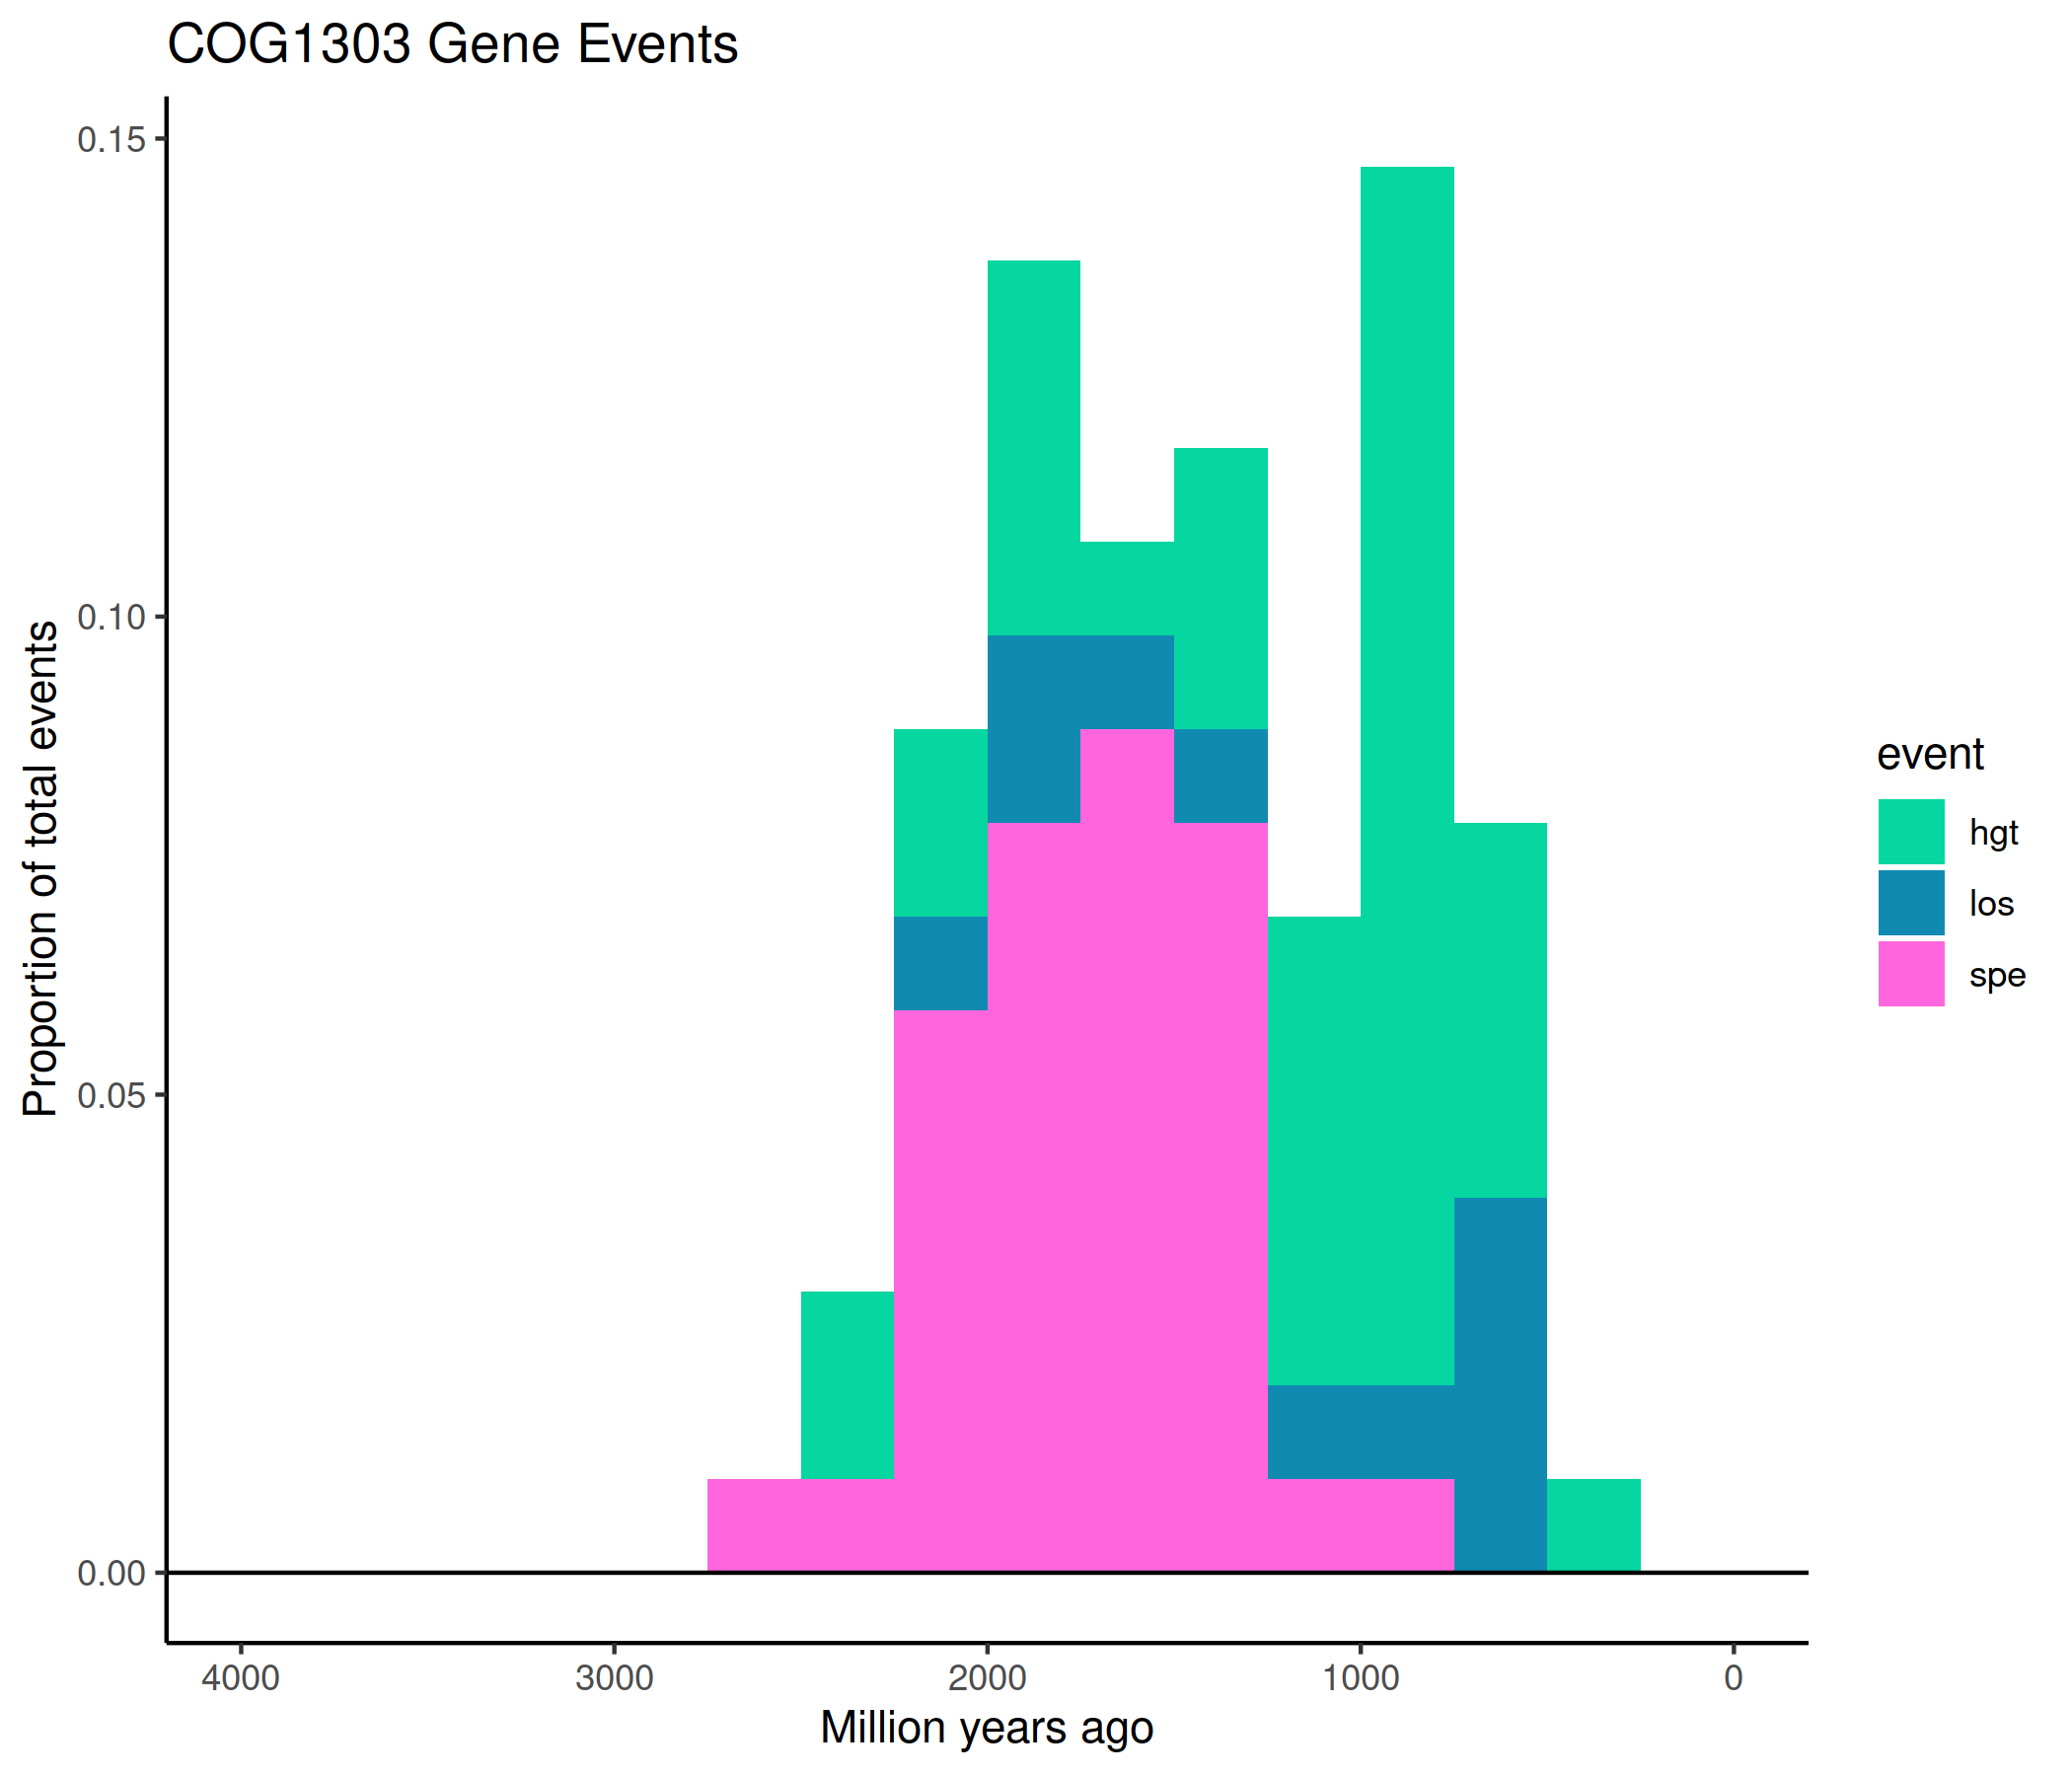 COG1303 Gene Events
0.15
0.10
0.05
0.00
Proportion of total events
4000 3000 2000 1000 0
Million years ago
event
hgt
los
spe